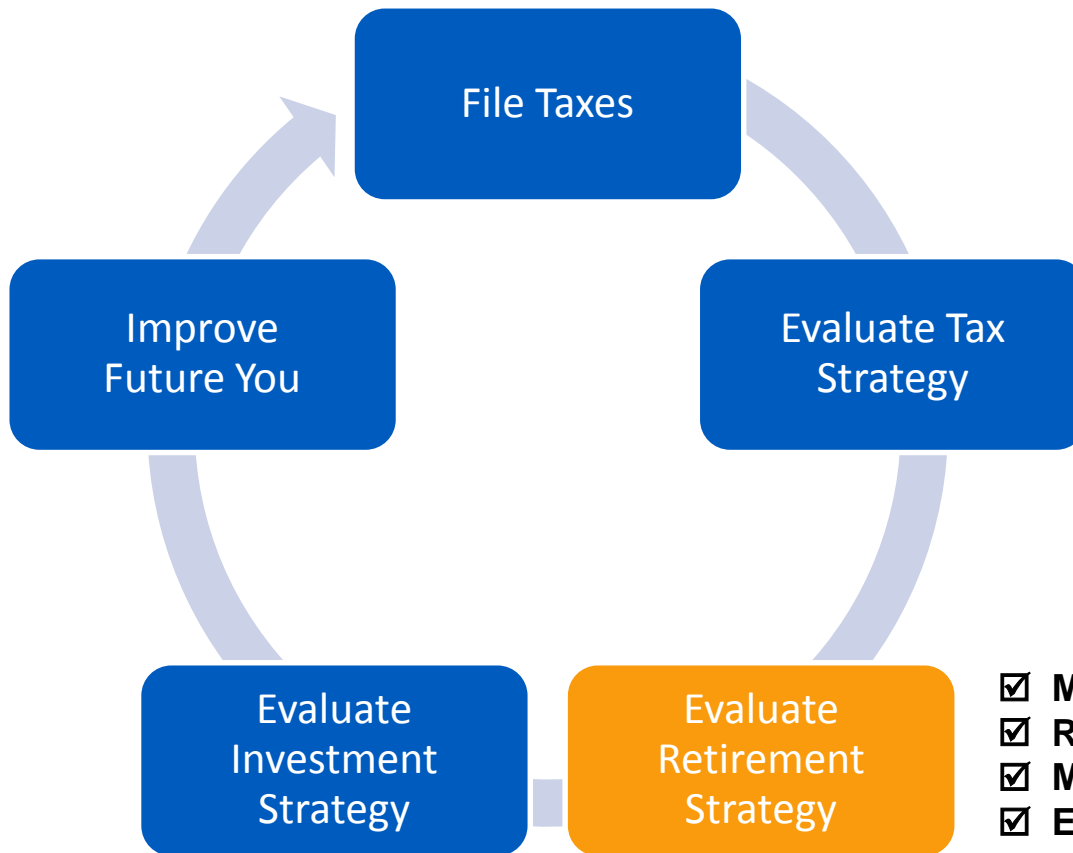 File Taxes
Improve
Future You
Evaluate Tax
Strategy
Evaluate
Investment
Strategy
Evaluate
Retirement
Strategy